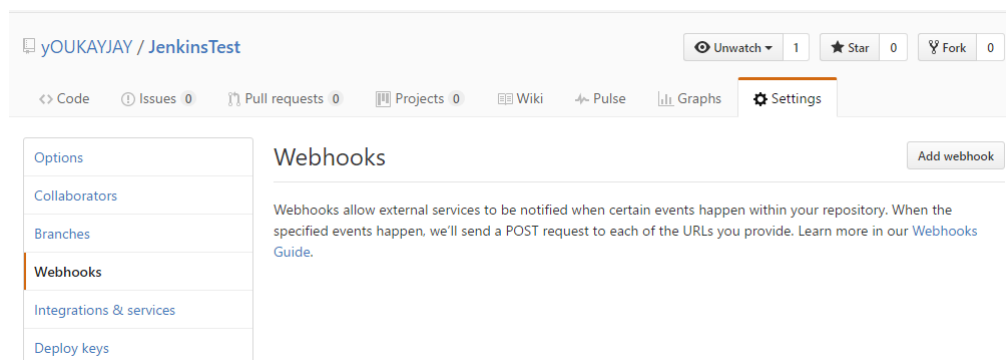 yOUKAYJAY / JenkinsTest
Unwatch 1 Star 0 Fork 0
Code Issues 0 Pull requests 0 Projects 0 Wiki Pulse Graphs Settings
Options
Collaborators
Branches
Webhooks
Integrations & services
Deploy keys
Webhooks
Add webhook
Webhooks allow external services to be notified when certain events happen within your repository. When the
specified events happen, we'll send a POST request to each of the URLs you provide. Learn more in our Webhooks
Guide.